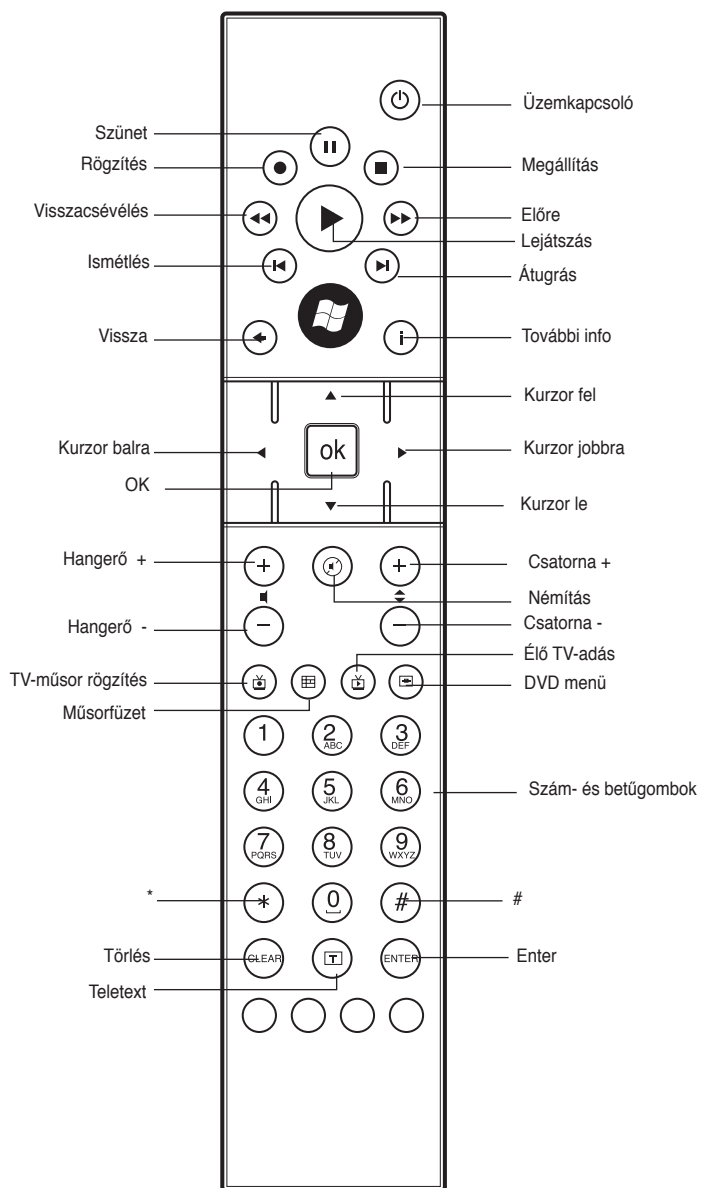 Üzemkapcsoló
Szünet
Rögzítés
Megállítás
Visszacsévélés
Előre
Lejátszás
Ismétlés
Átugrás
Vissza
További info
i
Kurzor fel
Kurzor balra
ok
Kurzor jobbra
OK
Kurzor le
Hangerő +
+
+
Csatorna +
Némítás
Hangerő -
-
-
Csatorna -
Élő TV-adás
TV-műsor rögzítés
DVD menü
Műsorfüzet
1 2 3
ABC DEF
4 5 6
Szám- és betűgombok
GHI JKL MNO
7 8 9
PQRS TUV WXYZ
*
* 0 #
#
Törlés
CLEAR T ENTER
Enter
Teletext